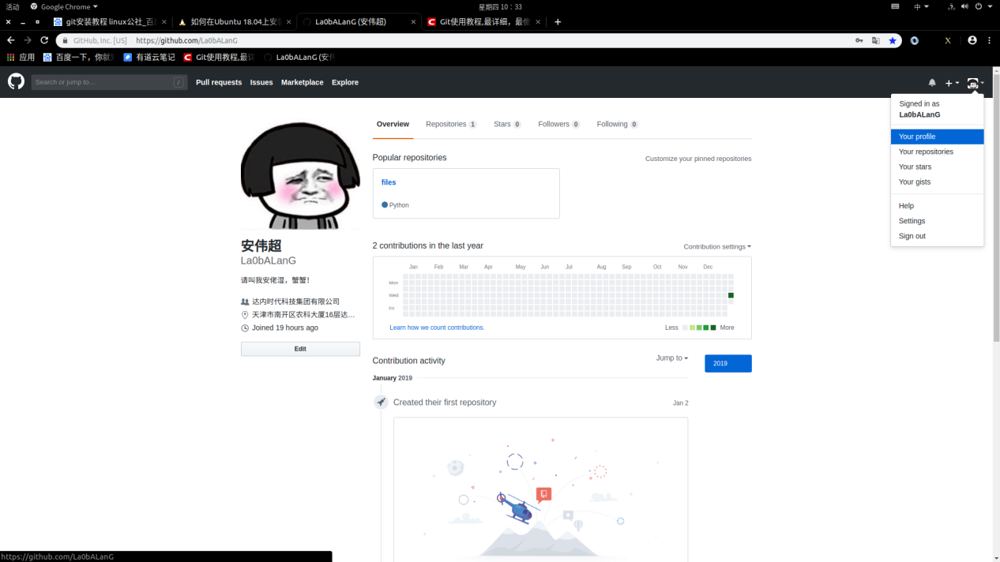 活动
Google Chrome
星期四 10：33
中
git安装教程 linux公社_百
如何在Ubuntu 18.04上安
La0bALanG (安伟超)
Git使用教程,最详细，最傻
GitHub, Inc. [US]
https://github.com/La0bALanG
应用
百度一下，你就
有道云笔记
Git使用教程,最
La0bALanG (安
Search or jump to...
/
Pull requests
Issues
Marketplace
Explore
Signed in as
La0bALanG
Your profile
Your repositories
Your stars
Your gists
Help
Settings
Sign out
Overview
Repositories 1
Stars 0
Followers 0
Following 0
Popular repositories
Customize your pinned repositories
files
Python
安伟超
La0bALanG
请叫我安佬湿，蟹蟹！
达内时代科技集团有限公司
天津市南开区农科大厦16层达…
Joined 19 hours ago
Edit
2 contributions in the last year
Contribution settings
Jan Feb Mar Apr May Jun Jul Aug Sep Oct Nov Dec
Mon
Wed
Fri
Learn how we count contributions.
Less
More
Contribution activity
Jump to
2019
January 2019
Created their first repository
Jan 2
https://github.com/La0bALanG